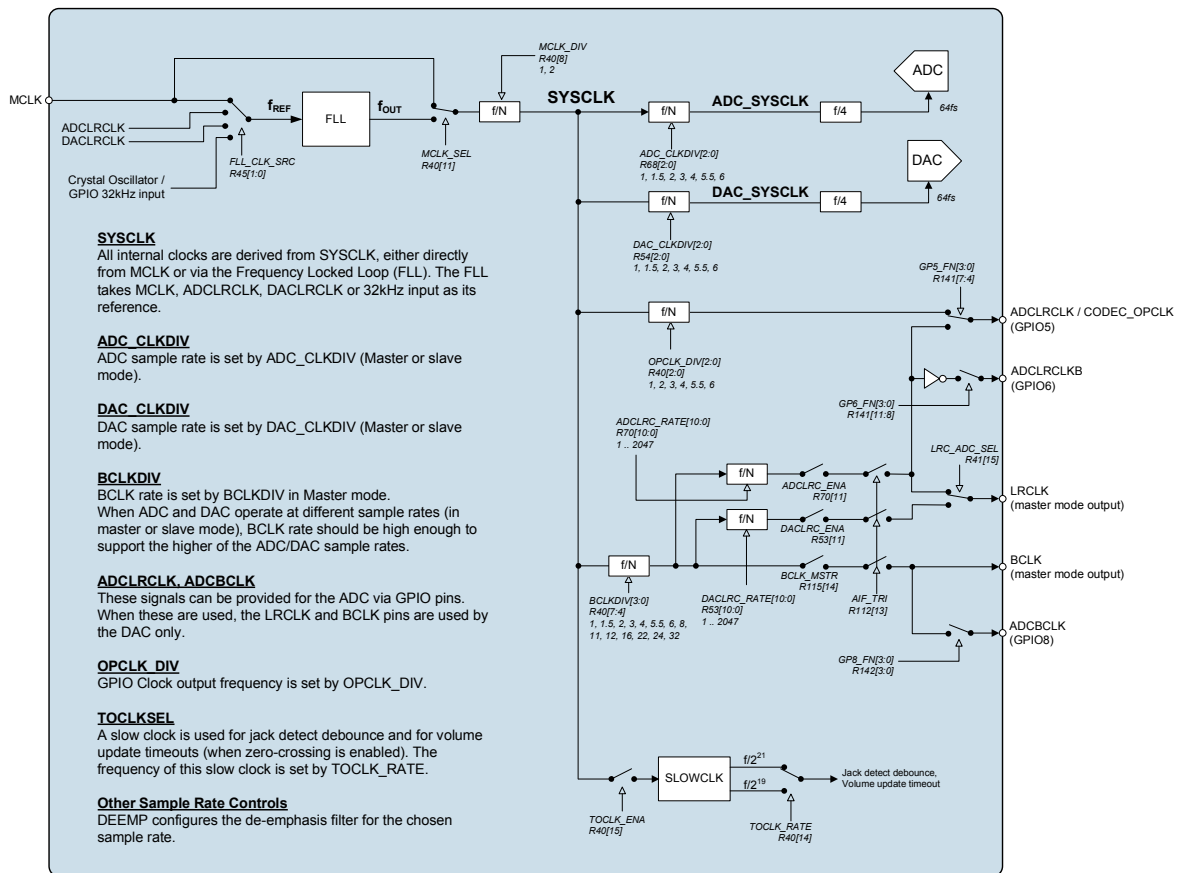 MCLK
ADCLRCLK
DACLRCLK
Crystal Oscillator /
GPIO 32kHz input
FLL_CLK_SRC
R45[1:0]
fREF
FLL
fOUT
MCLK_SEL
R40[11]
MCLK_DIV
R40[8]
1, 2
f/N
SYSCLK
f/N
ADC_SYSCLK
f/4
ADC
64fs
ADC_CLKDIV[2:0]
R68[2:0]
1, 1.5, 2, 3, 4, 5.5, 6
f/N
DAC_SYSCLK
f/4
DAC
64fs
DAC_CLKDIV[2:0]
R54[2:0]
1, 1.5, 2, 3, 4, 5.5, 6
SYSCLK
All internal clocks are derived from SYSCLK, either directly
from MCLK or via the Frequency Locked Loop (FLL). The FLL
takes MCLK, ADCLRCLK, DACLRCLK or 32kHz input as its
reference.
ADC_CLKDIV
ADC sample rate is set by ADC_CLKDIV (Master or slave
mode).
DAC_CLKDIV
DAC sample rate is set by DAC_CLKDIV (Master or slave
mode).
BCLKDIV
BCLK rate is set by BCLKDIV in Master mode.
When ADC and DAC operate at different sample rates (in
master or slave mode), BCLK rate should be high enough to
support the higher of the ADC/DAC sample rates.
ADCLRCLK, ADCBCLK
These signals can be provided for the ADC via GPIO pins.
When these are used, the LRCLK and BCLK pins are used by
the DAC only.
OPCLK_DIV
GPIO Clock output frequency is set by OPCLK_DIV.
TOCLKSEL
A slow clock is used for jack detect debounce and for volume
update timeouts (when zero-crossing is enabled). The
frequency of this slow clock is set by TOCLK_RATE.
Other Sample Rate Controls
DEEMP configures the de-emphasis filter for the chosen
sample rate.
f/N
OPCLK_DIV[2:0]
R40[2:0]
1, 2, 3, 4, 5.5, 6
GP5_FN[3:0]
R141[7:4]
ADCLRCLK / CODEC_OPCLK
(GPIO5)
ADCLRCLKB
(GPIO6)
GP6_FN[3:0]
R141[11:8]
ADCLRC_RATE[10:0]
R70[10:0]
1 .. 2047
f/N
ADCLRC_ENA
R70[11]
LRC_ADC_SEL
R41[15]
LRCLK
(master mode output)
f/N
DACLRC_ENA
R53[11]
f/N
BCLKDIV[3:0]
R40[7:4]
1, 1.5, 2, 3, 4, 5.5, 6, 8,
11, 12, 16, 22, 24, 32
DACLRC_RATE[10:0]
R53[10:0]
1 .. 2047
BCLK_MSTR
R115[14]
AIF_TRI
R112[13]
BCLK
(master mode output)
ADCBCLK
(GPIO8)
GP8_FN[3:0]
R142[3:0]
TOCLK_ENA
R40[15]
SLOWCLK
f/2²¹
f/2¹⁹
TOCLK_RATE
R40[14]
Jack detect debounce,
Volume update timeout